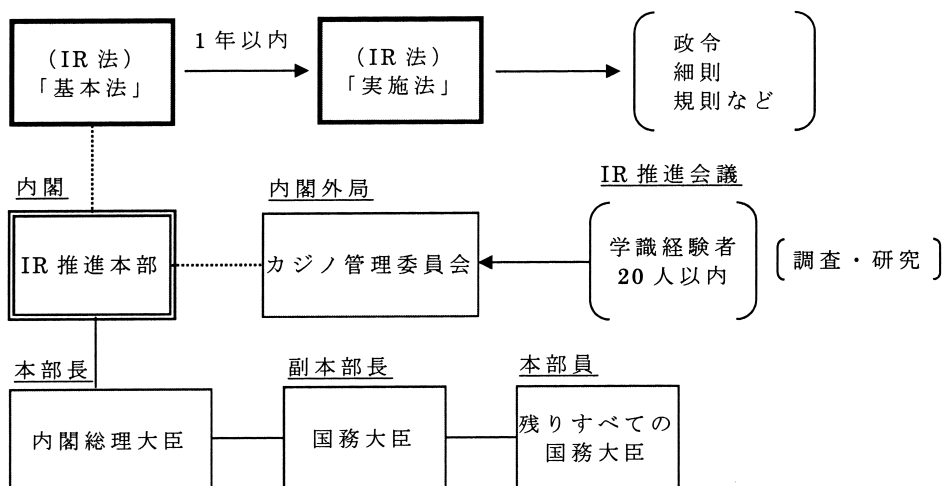 (IR法)
「基本法」
1年以内
(IR法)
「実施法」
政令
細則
規則など
内閣
IR推進本部
内閣外局
カジノ管理委員会
IR推進会議
学識経験者
20人以内
調査・研究
本部長
内閣総理大臣
副本部長
国務大臣
本部員
残りすべての
国務大臣